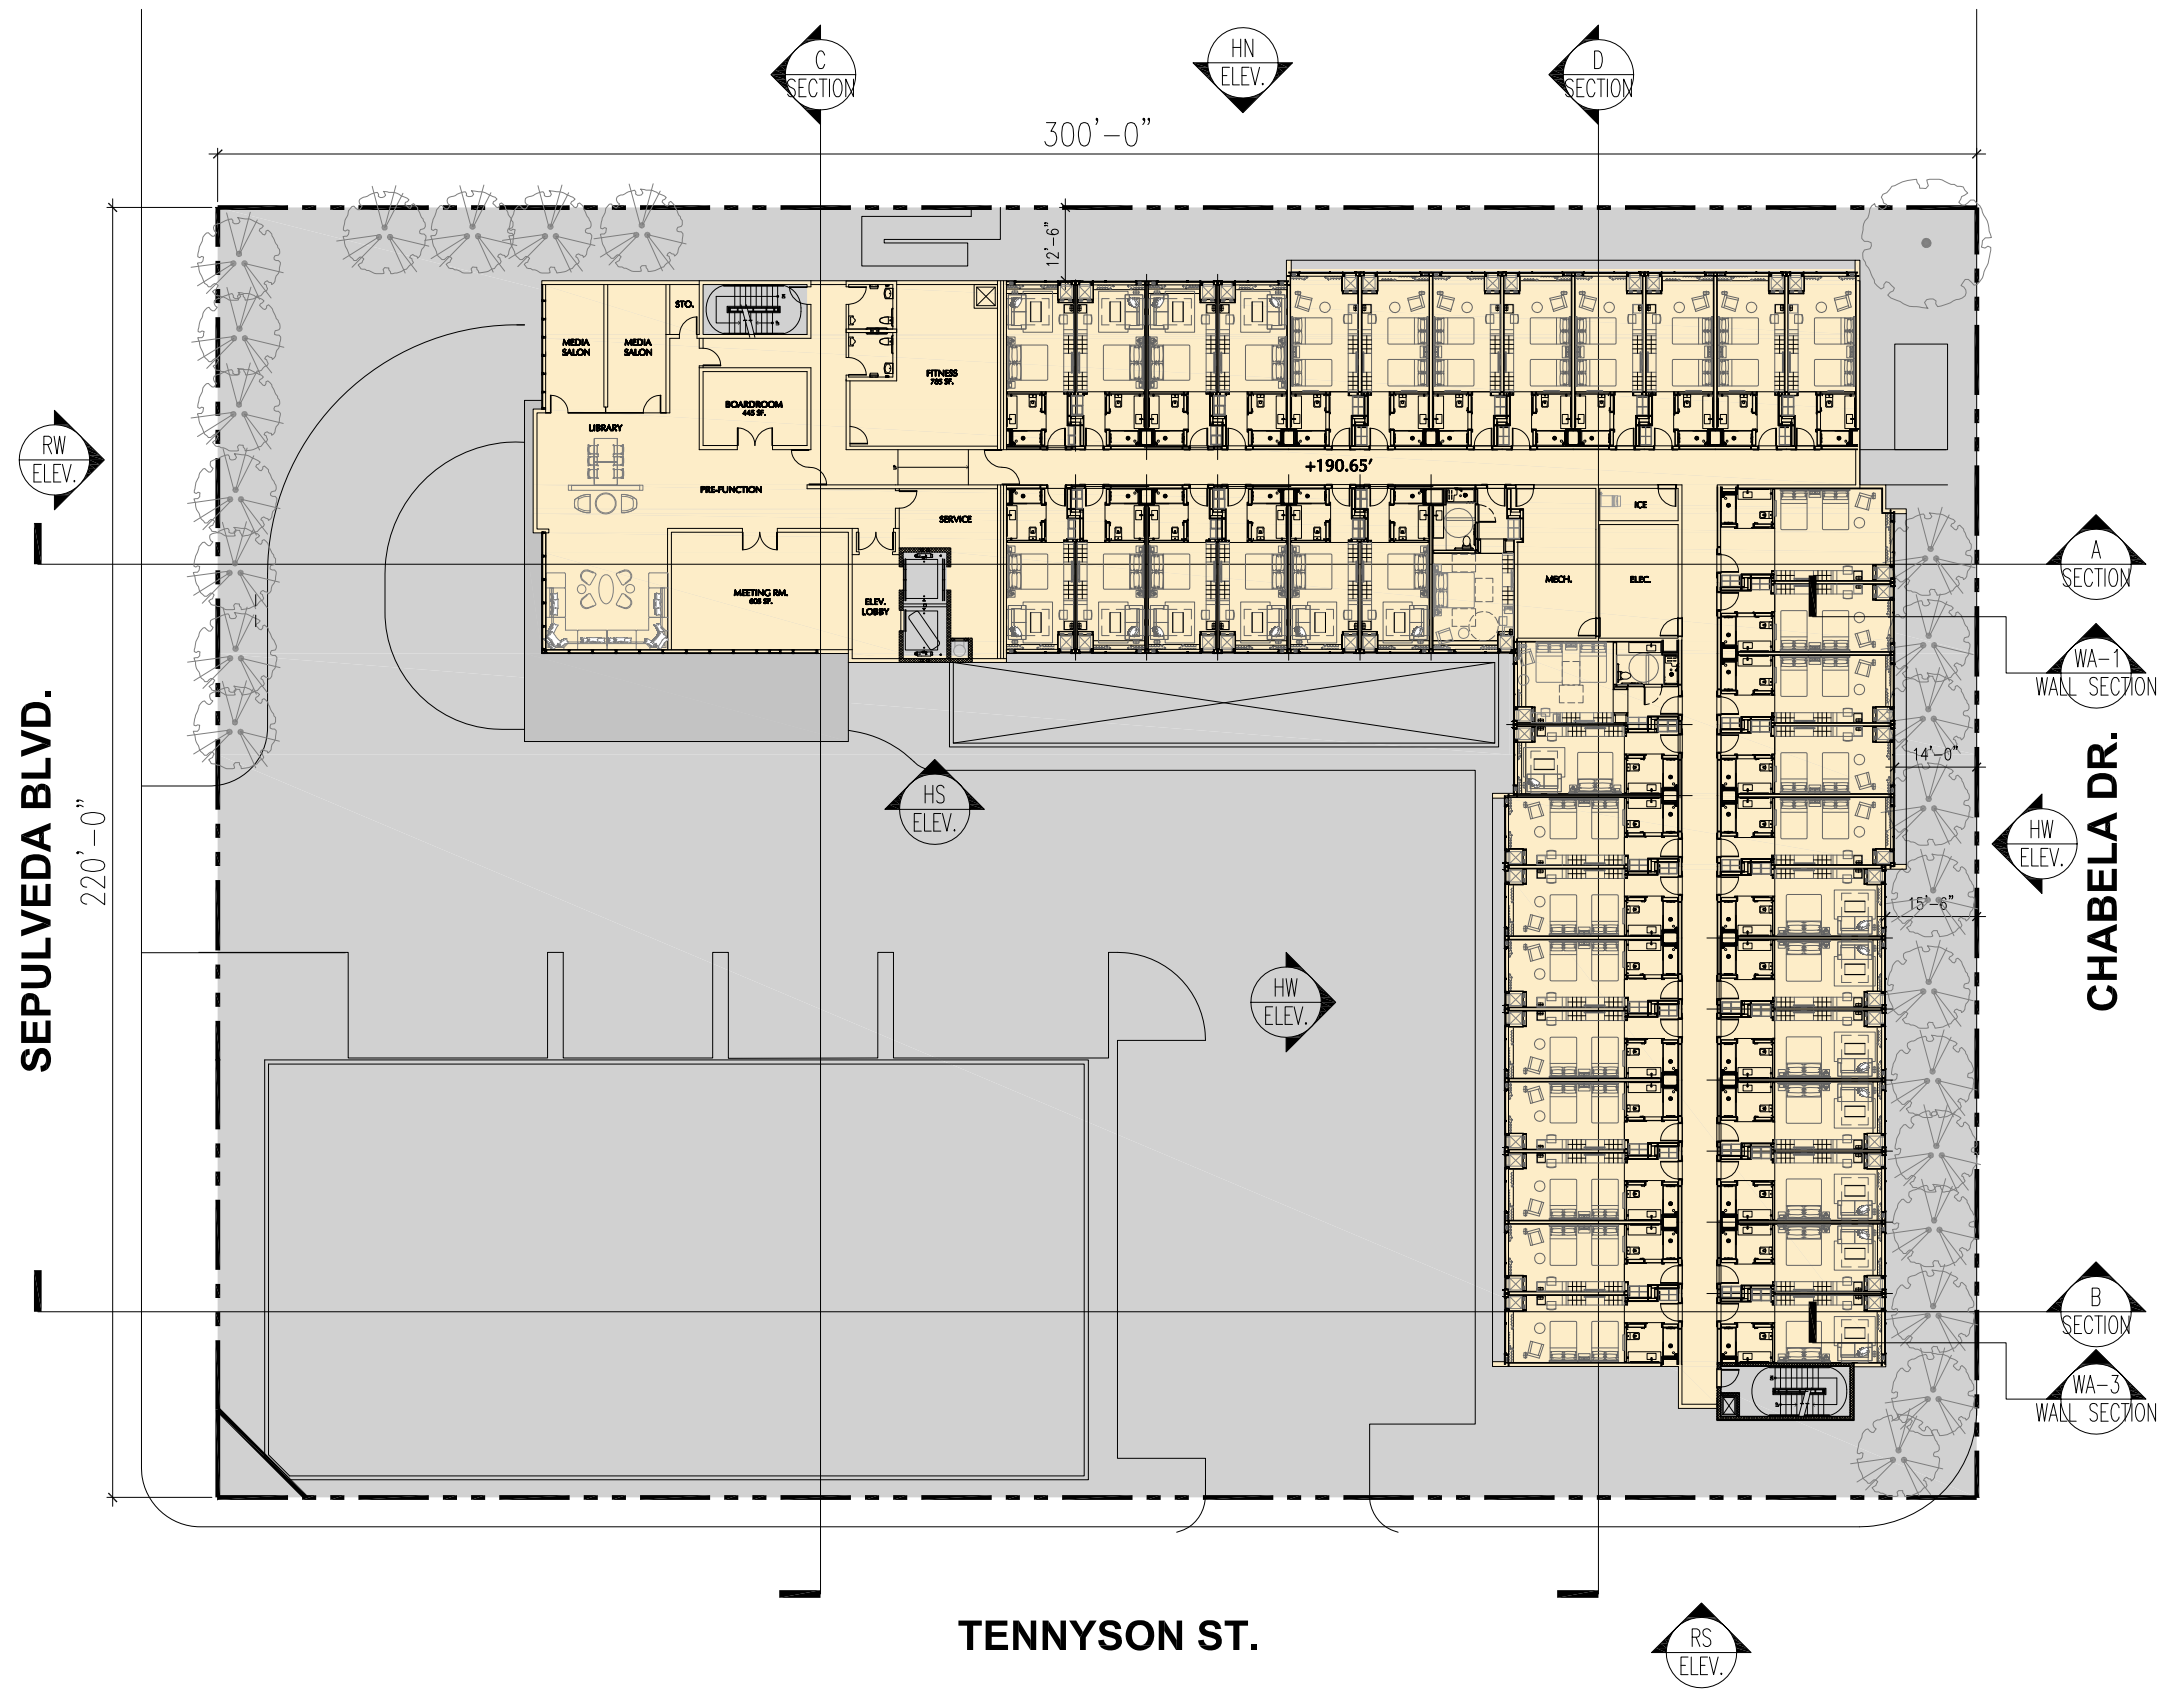 C
SECTION
HN
ELEV.
D
SECTION
300'-0"
12'-6"
STO.
MEDIA
SALON
MEDIA
SALON
FITNESS
785 SF.
BOARDROOM
445 SF.
LIBRARY
RW
ELEV.
+190.65'
PRE-FUNCTION
SERVICE
ICE
A
SECTION
MECH.
ELEC.
MEETING RM.
605 SF.
ELEV.
LOBBY
WA-1
WALL SECTION
14'-0"
HS
ELEV.
HW
ELEV.
SEPULVEDA BLVD.
220'-0"
CHABELA DR.
15'-6"
HW
ELEV.
B
SECTION
WA-3
WALL SECTION
TENNYSON ST.
RS
ELEV.